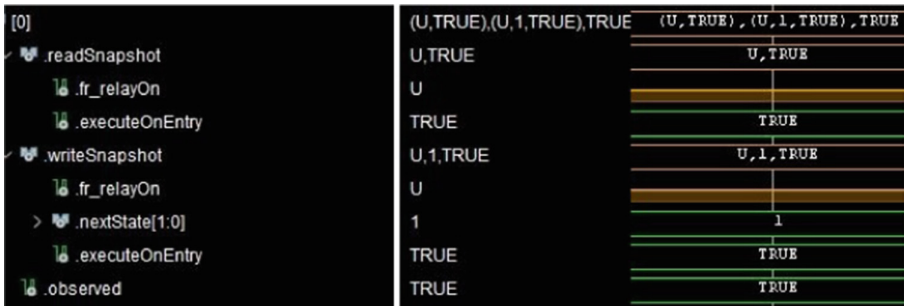 [0] (U,TRUE),(U,1,TRUE),TRUE (U,TRUE),(U,1,TRUE),TRUE
.readSnapshot U,TRUE U,TRUE
.fr_relayOn U
.executeOnEntry TRUE TRUE
.writeSnapshot U,1,TRUE U,1,TRUE
.fr_relayOn U
.nextState[1:0] 1 1
.executeOnEntry TRUE TRUE
.observed TRUE TRUE